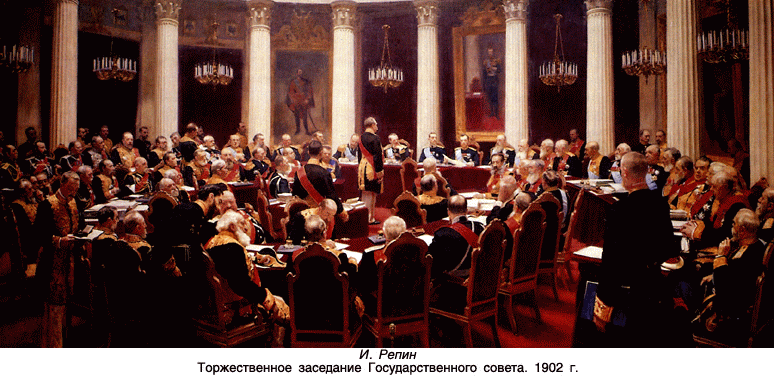 И. Репин
Торжественное заседание Государственного совета. 1902 г.